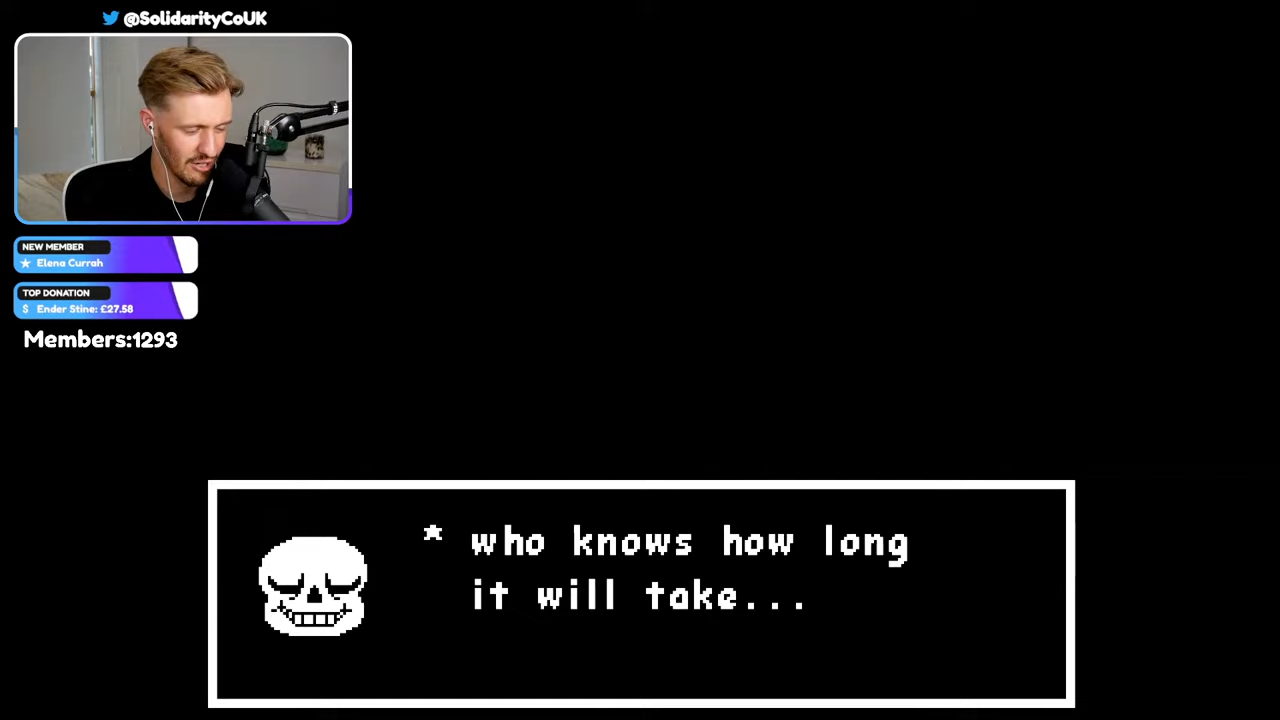 @SolidarityCoUK
NEW MEMBER
Elena Currah
TOP DONATION
$ Ender Stine: £27.58
Members:1293
* who knows how long
it will take...